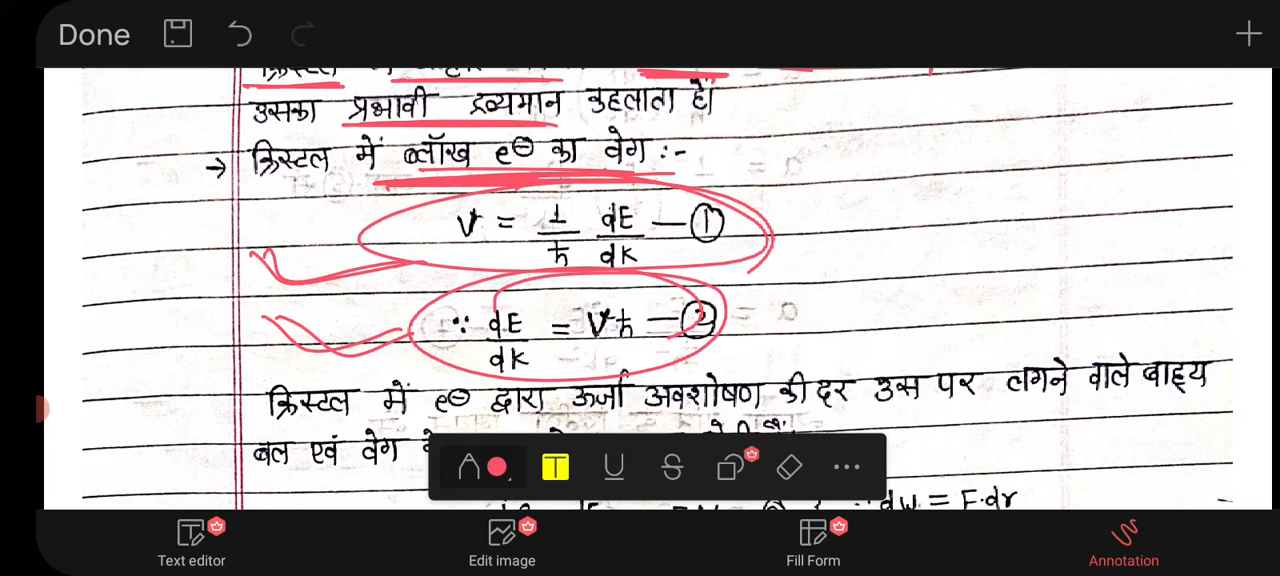 Done
उसका प्रभावी द्रव्यमान कहलाता है।
→ क्रिस्टल में ब्लॉख e⊖ का वेग :-
V = 1/ħ dE/dk — ①
∵ dE/dk = Vħ — ②
क्रिस्टल में e⊖ द्वारा ऊर्जा अवशोषण की दर उस पर लगने वाले बाह्य
बल एवं वेग
dw = F·dr
Text editor
Edit image
Fill Form
Annotation